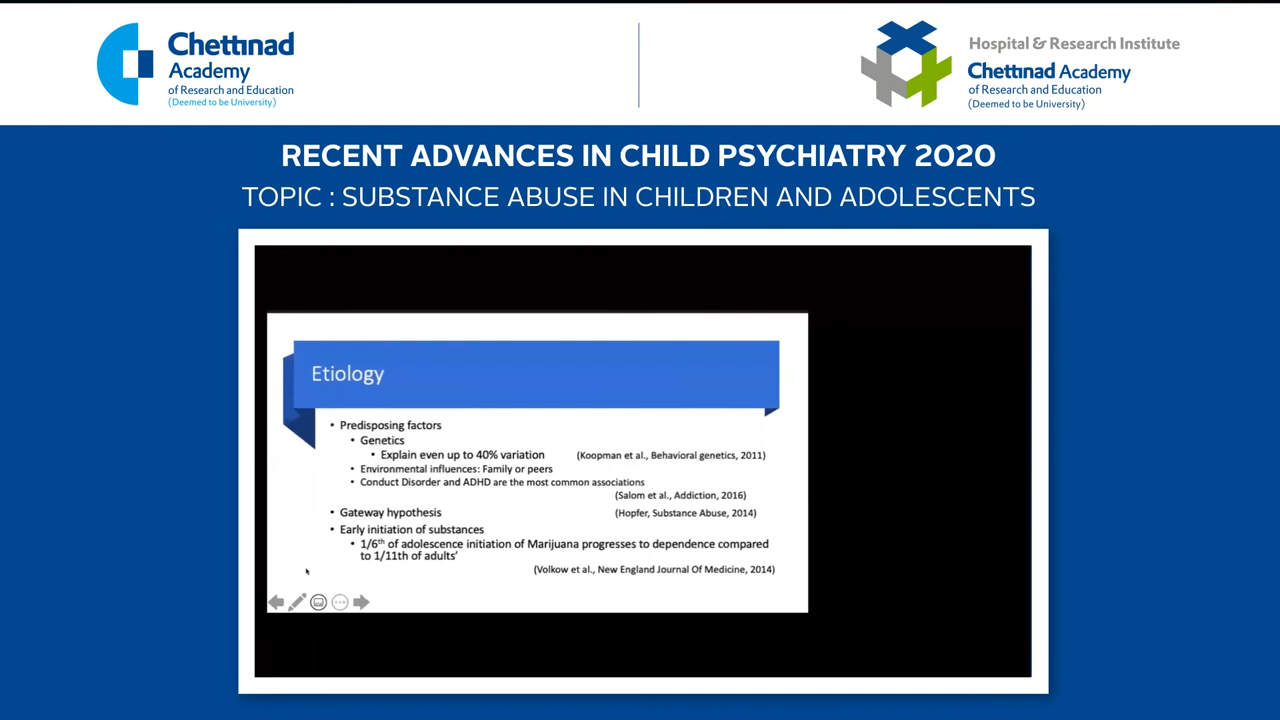 Chettinad
Academy
of Research and Education
(Deemed to be University)
Hospital & Research Institute
Chettinad Academy
of Research and Education
(Deemed to be University)
RECENT ADVANCES IN CHILD PSYCHIATRY 2020
TOPIC : SUBSTANCE ABUSE IN CHILDREN AND ADOLESCENTS
Etiology
• Predisposing factors
• Genetics
• Explain even up to 40% variation (Koopman et al., Behavioral genetics, 2011)
• Environmental influences: Family or peers
• Conduct Disorder and ADHD are the most common associations
(Salom et al., Addiction, 2016)
• Gateway hypothesis (Hopfer, Substance Abuse, 2014)
• Early initiation of substances
• 1/6th of adolescence initiation of Marijuana progresses to dependence compared
to 1/11th of adults'
(Volkow et al., New England Journal Of Medicine, 2014)